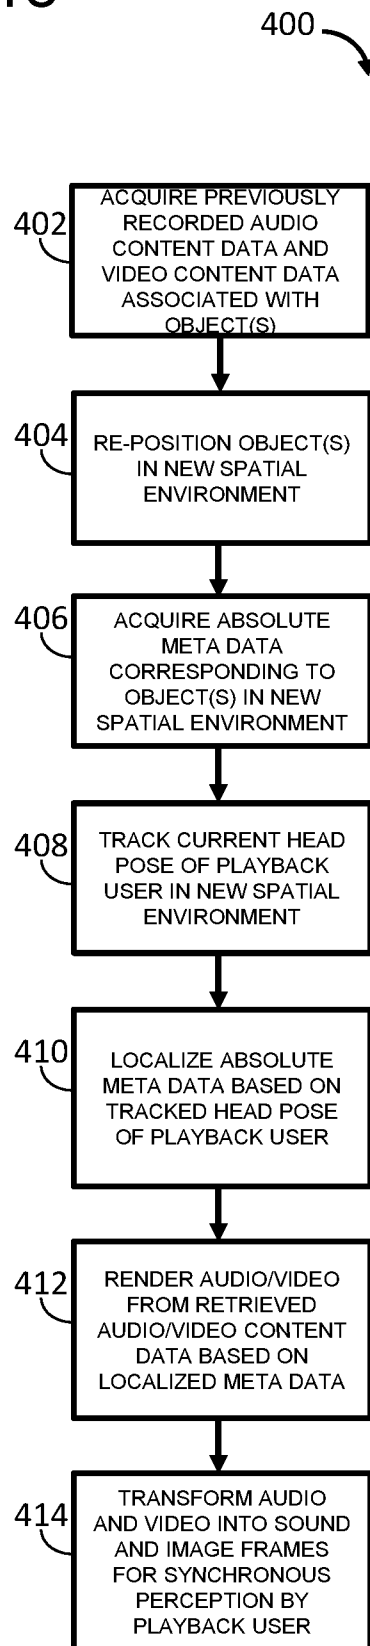 400
402
ACQUIRE PREVIOUSLY
RECORDED AUDIO
CONTENT DATA AND
VIDEO CONTENT DATA
ASSOCIATED WITH
OBJECT(S)
404
RE-POSITION OBJECT(S)
IN NEW SPATIAL
ENVIRONMENT
406
ACQUIRE ABSOLUTE
META DATA
CORRESPONDING TO
OBJECT(S) IN NEW
SPATIAL ENVIRONMENT
408
TRACK CURRENT HEAD
POSE OF PLAYBACK
USER IN NEW SPATIAL
ENVIRONMENT
410
LOCALIZE ABSOLUTE
META DATA BASED ON
TRACKED HEAD POSE
OF PLAYBACK USER
412
RENDER AUDIO/VIDEO
FROM RETRIEVED
AUDIO/VIDEO CONTENT
DATA BASED ON
LOCALIZED META DATA
414
TRANSFORM AUDIO
AND VIDEO INTO SOUND
AND IMAGE FRAMES
FOR SYNCHRONOUS
PERCEPTION BY
PLAYBACK USER